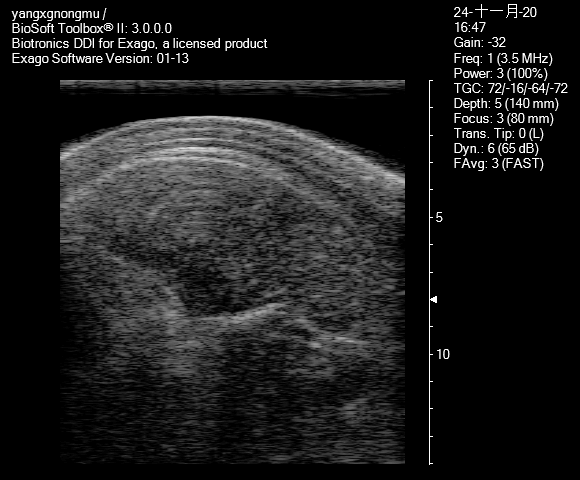 yangxgnongmu /
BioSoft Toolbox® II: 3.0.0.0
Biotronics DDI for Exago, a licensed product
Exago Software Version: 01-13
24-十一月-20
16:47
Gain: -32
Freq: 1 (3.5 MHz)
Power: 3 (100%)
TGC: 72/-16/-64/-72
Depth: 5 (140 mm)
Focus: 3 (80 mm)
Trans. Tip: 0 (L)
Dyn.: 6 (65 dB)
FAvg: 3 (FAST)
5
10